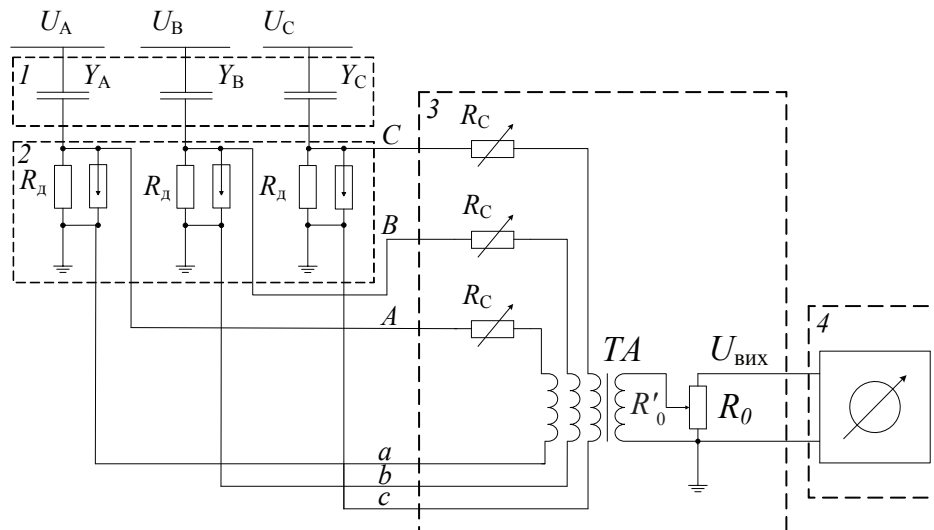 U_A U_B U_C
1 Y_A Y_B Y_C
2 R_д R_д R_д
3 C R_C
B R_C
A R_C
TA U_вих 4
R'_0 R_0
a
b
c